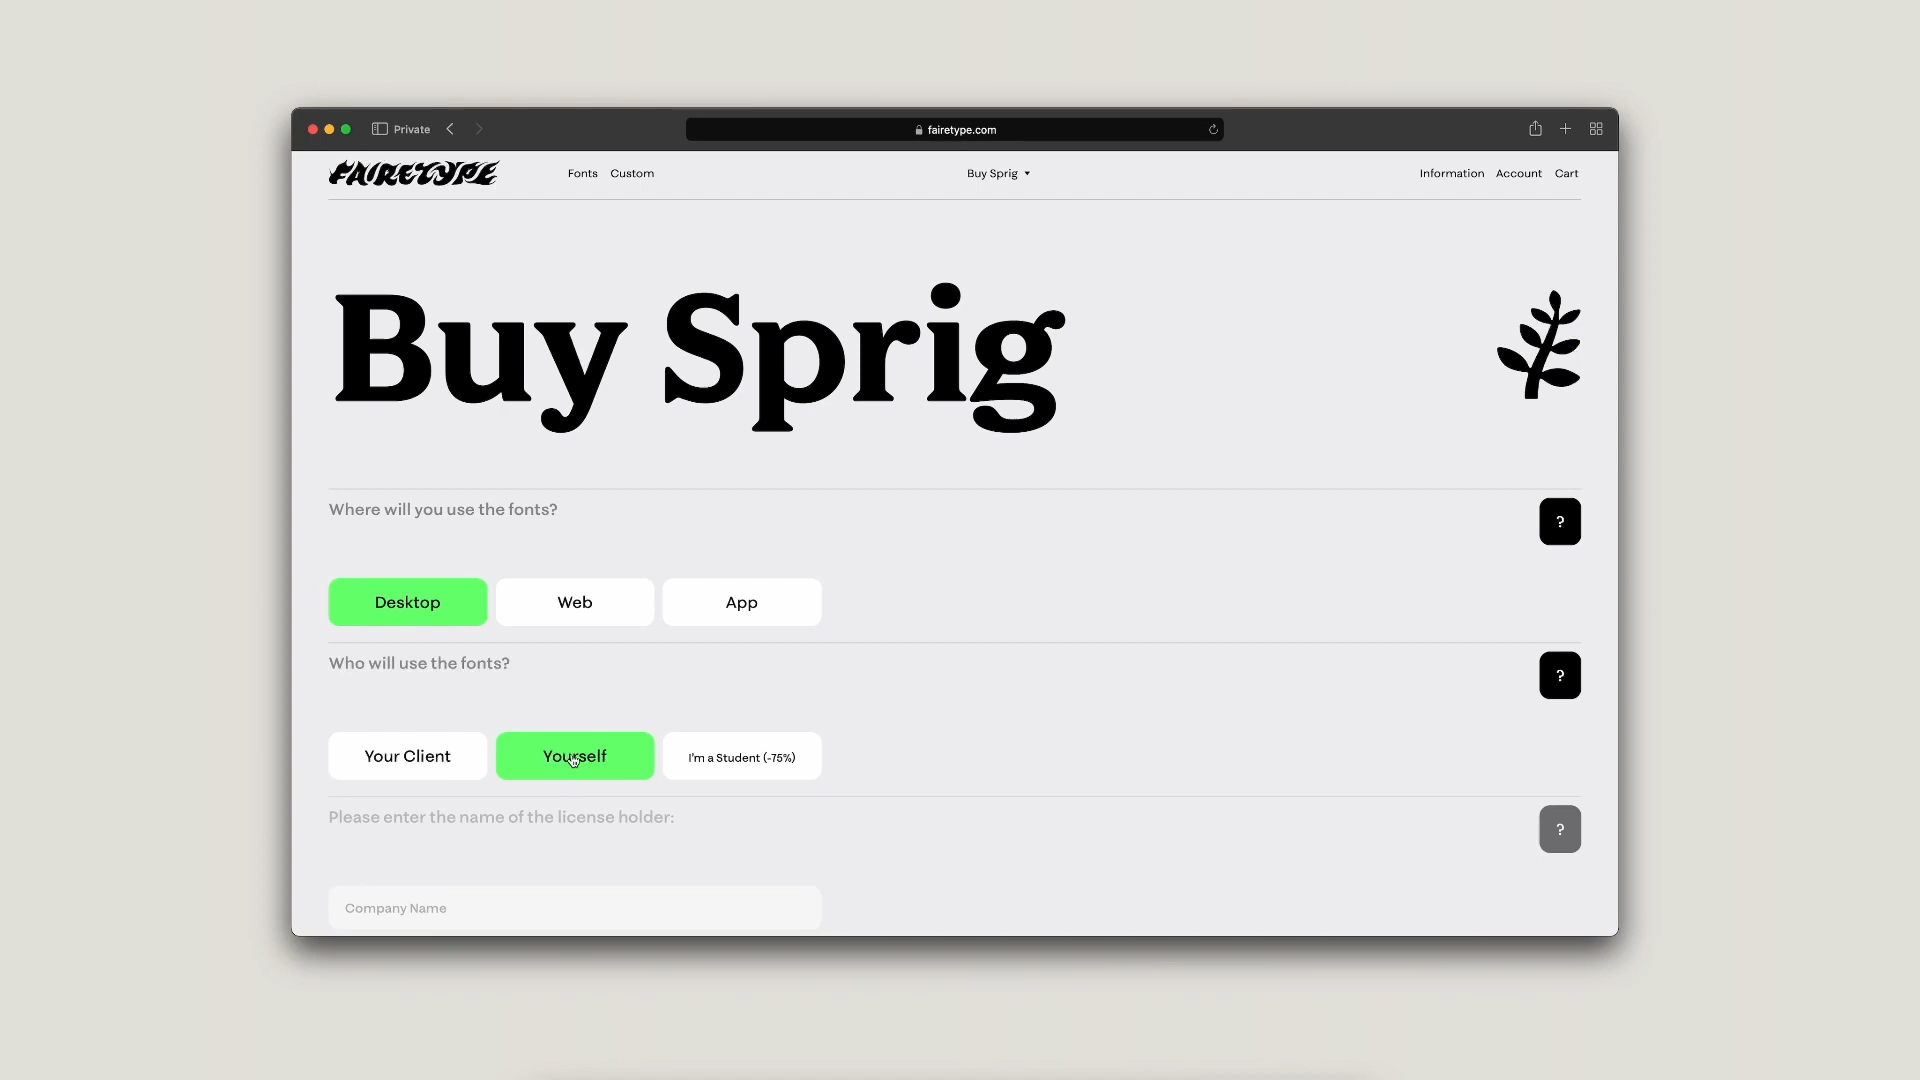 Private
fairetype.com
FAIRETYPE
Fonts
Custom
Buy Sprig
Information
Account
Cart
Buy Sprig
Where will you use the fonts?
?
Desktop
Web
App
Who will use the fonts?
?
Your Client
Yourself
I'm a Student (-75%)
Please enter the name of the license holder:
?
Company Name